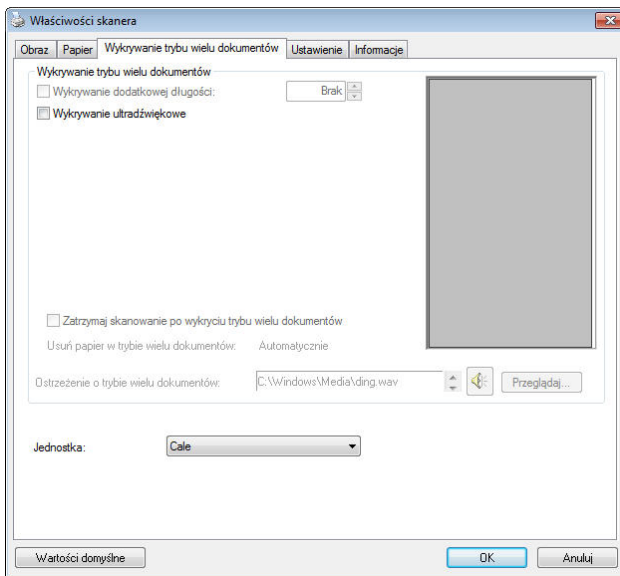 Właściwości skanera
Obraz Papier Wykrywanie trybu wielu dokumentów Ustawienie Informacje
Wykrywanie trybu wielu dokumentów
Wykrywanie dodatkowej długości: Brak
Wykrywanie ultradźwiękowe
Zatrzymaj skanowanie po wykryciu trybu wielu dokumentów
Usuń papier w trybie wielu dokumentów: Automatycznie
Ostrzeżenie o trybie wielu dokumentów: C:\Windows\Media\ding.wav Przeglądaj...
Jednostka: Cale
Wartości domyślne OK Anuluj